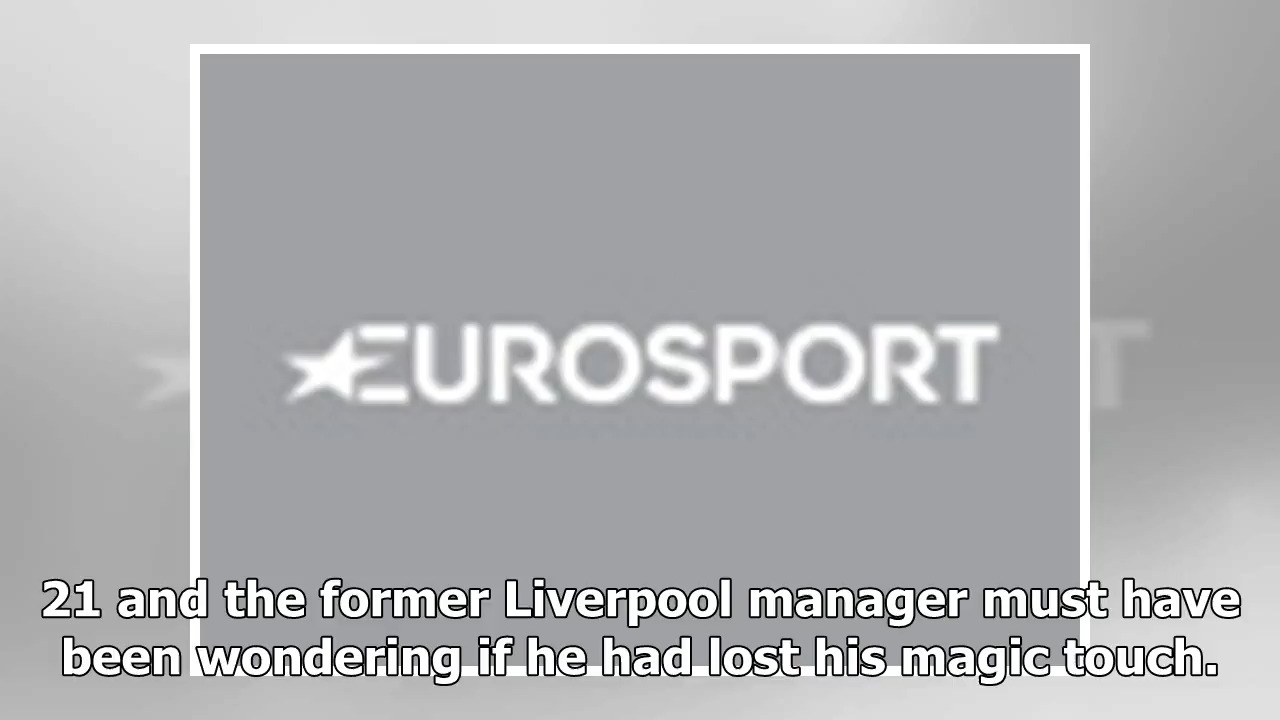 EUROSPORT
21 and the former Liverpool manager must have
been wondering if he had lost his magic touch.